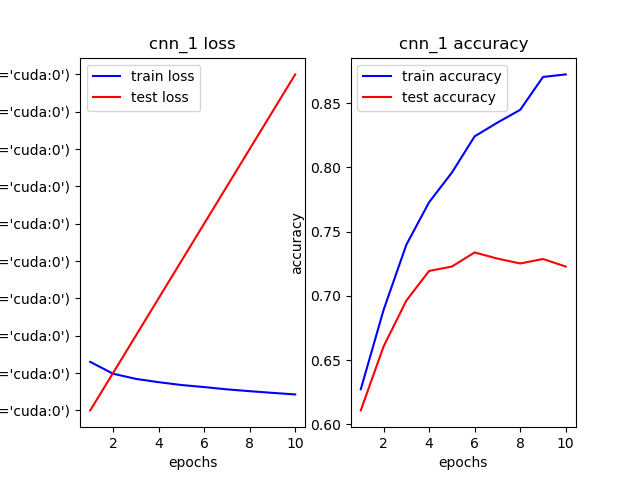 cnn_1 loss
train loss
test loss
='cuda:0')
='cuda:0')
='cuda:0')
='cuda:0')
='cuda:0')
='cuda:0')
='cuda:0')
='cuda:0')
='cuda:0')
='cuda:0')
2 4 6 8 10
epochs
cnn_1 accuracy
train accuracy
test accuracy
accuracy
0.85
0.80
0.75
0.70
0.65
0.60
2 4 6 8 10
epochs